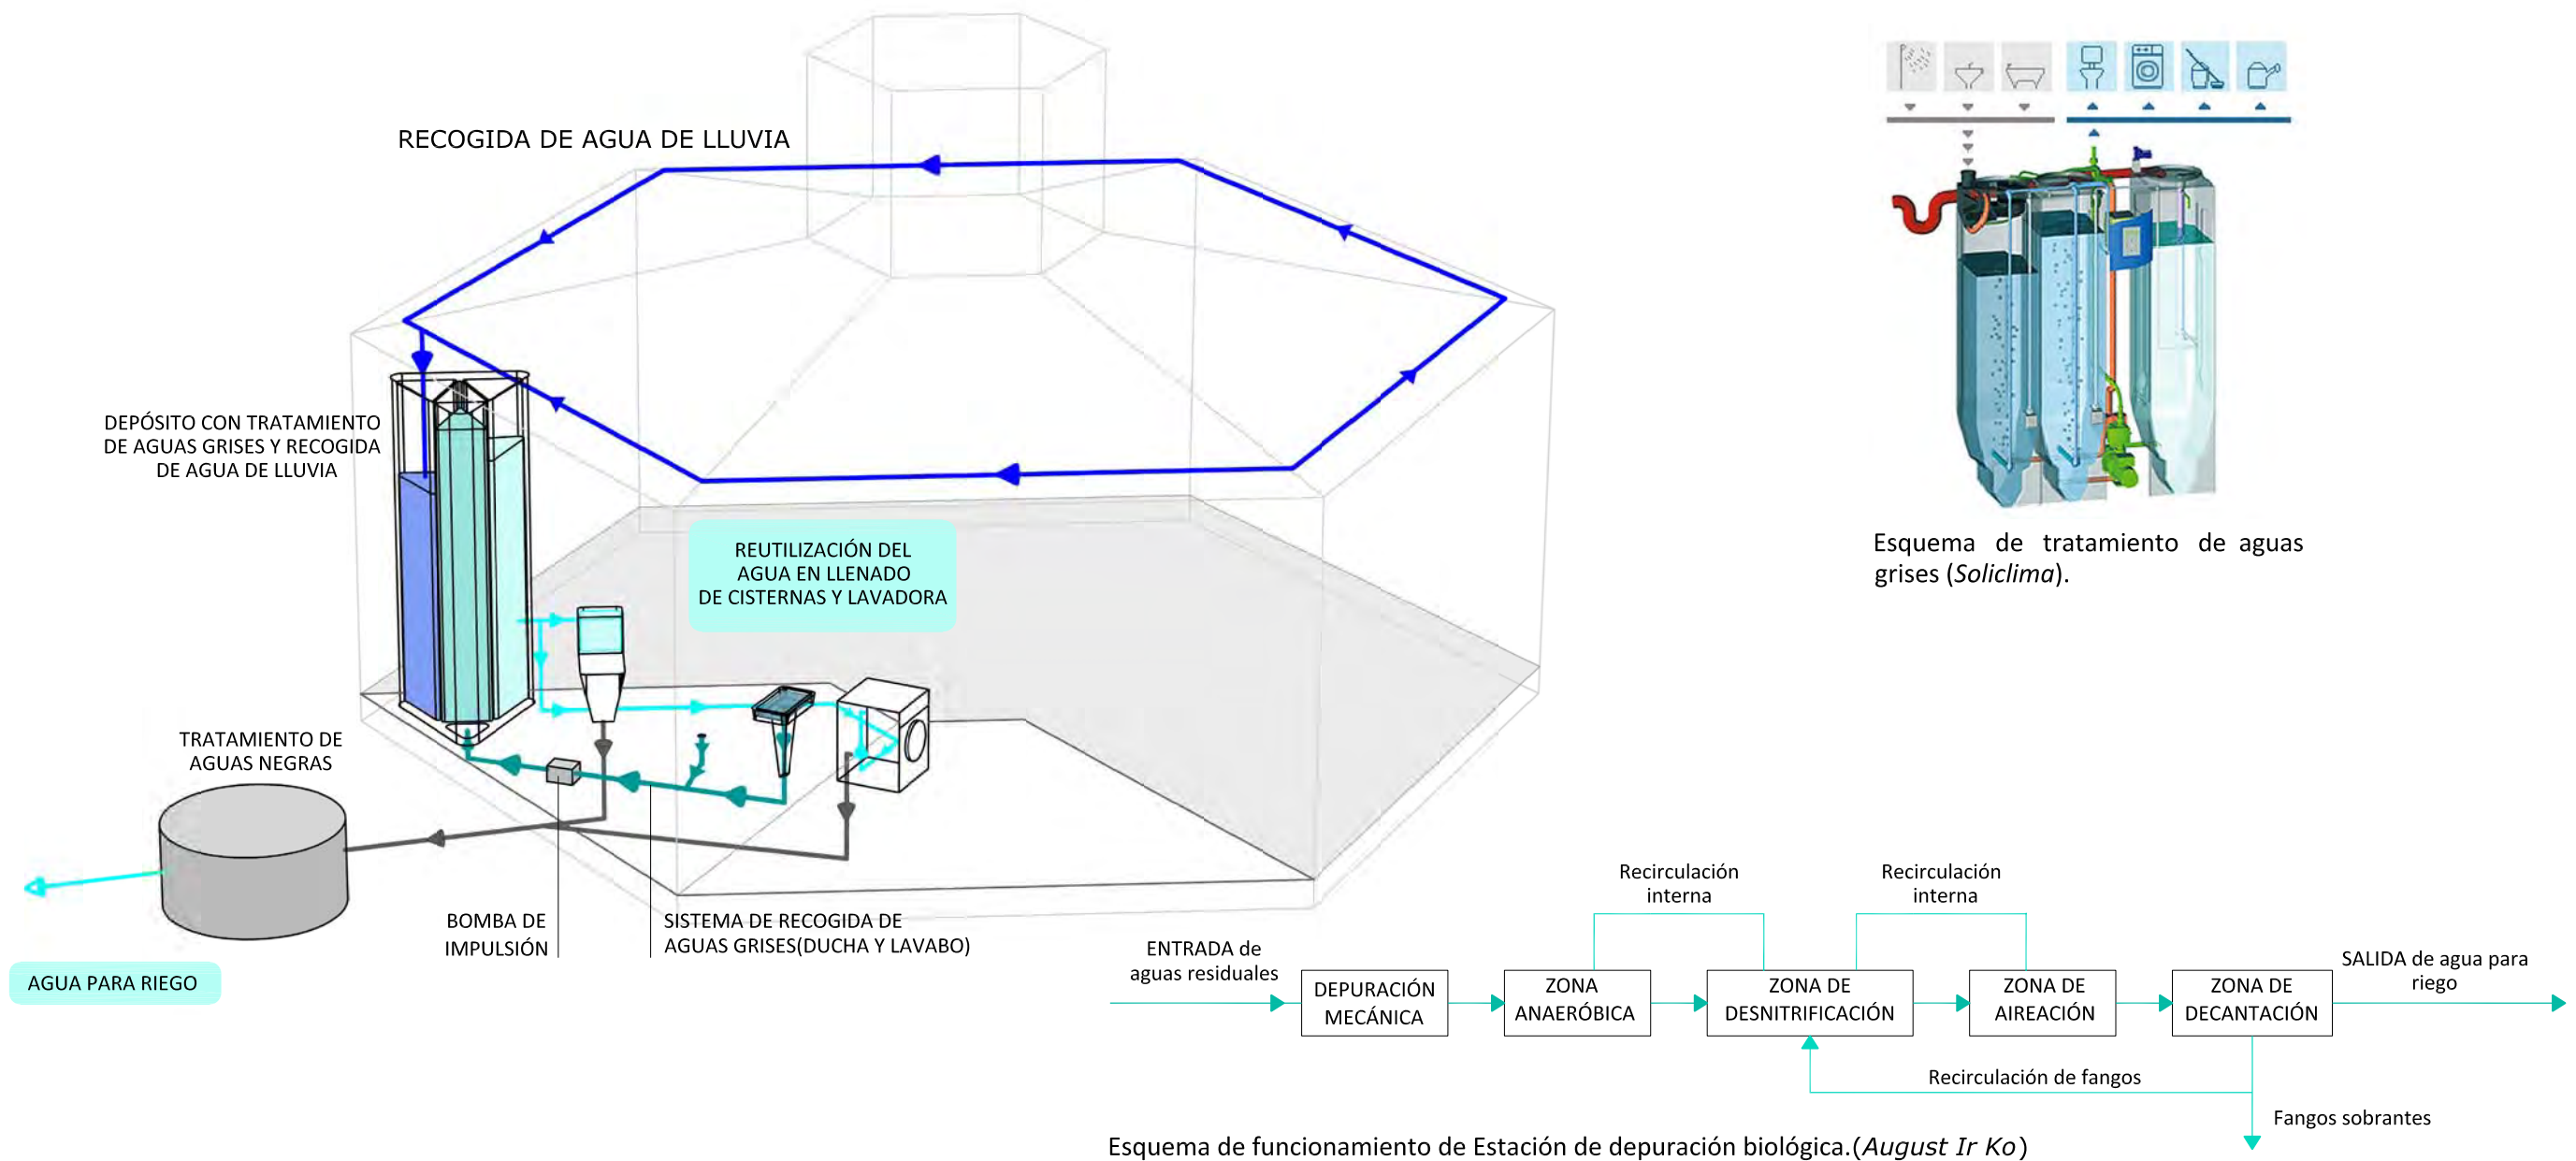 RECOGIDA DE AGUA DE LLUVIA
DEPÓSITO CON TRATAMIENTO
DE AGUAS GRISES Y RECOGIDA
DE AGUA DE LLUVIA
REUTILIZACIÓN DEL
AGUA EN LLENADO
DE CISTERNAS Y LAVADORA
TRATAMIENTO DE
AGUAS NEGRAS
BOMBA DE
IMPULSIÓN
SISTEMA DE RECOGIDA DE
AGUAS GRISES(DUCHA Y LAVABO)
AGUA PARA RIEGO
Esquema de tratamiento de aguas
grises (Soliclima).
Recirculación
interna
Recirculación
interna
ENTRADA de
aguas residuales
DEPURACIÓN
MECÁNICA
ZONA
ANAERÓBICA
ZONA DE
DESNITRIFICACIÓN
ZONA DE
AIREACIÓN
ZONA DE
DECANTACIÓN
SALIDA de agua para
riego
Recirculación de fangos
Fangos sobrantes
Esquema de funcionamiento de Estación de depuración biológica.(August Ir Ko)